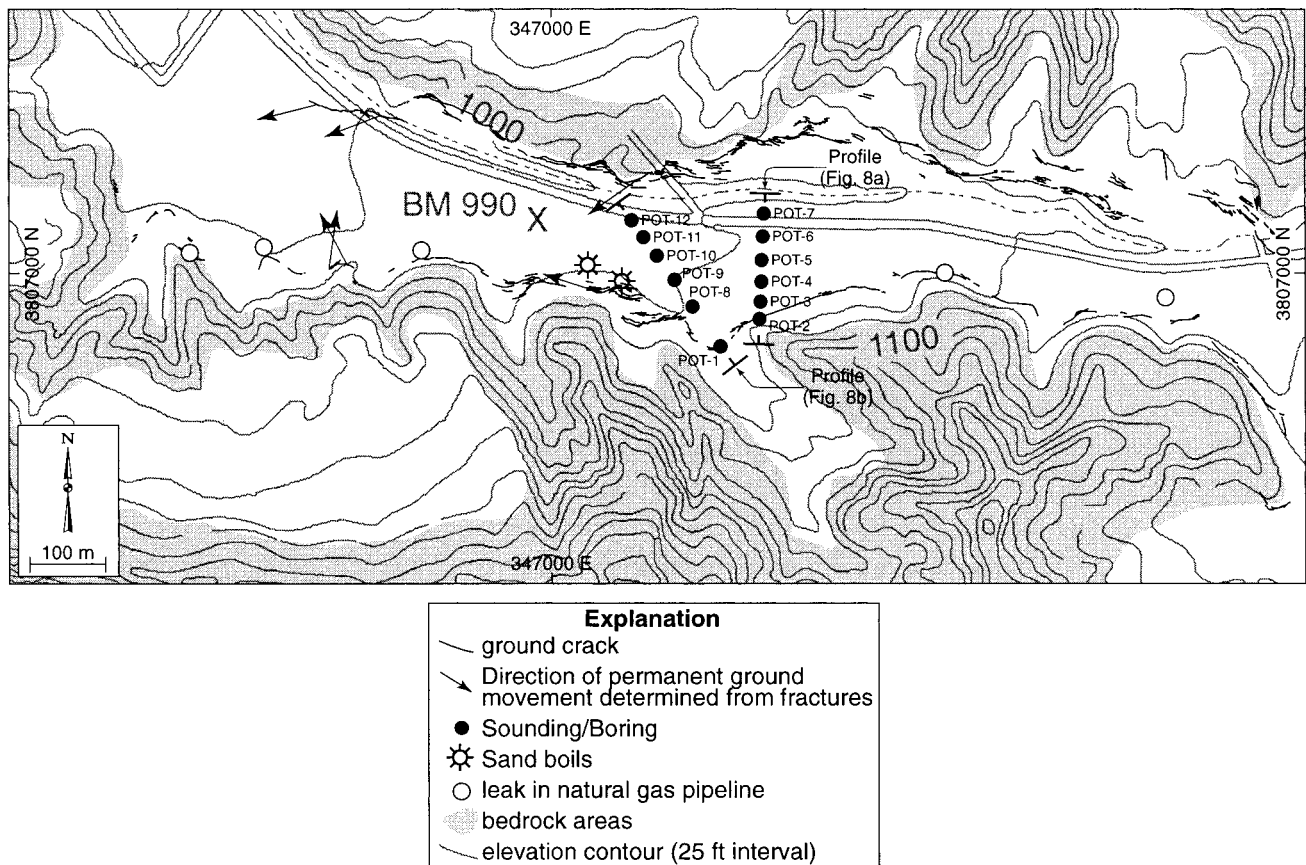 347000 E
1000
Profile
(Fig. 8a)
BM 990 X
POT-12
POT-7
POT-11
POT-6
POT-10
POT-5
POT-9
POT-4
POT-8
POT-3
POT-2
POT-1
3807000 N
3807000 N
1100
Profile
(Fig. 8b)
N
100 m
347000 E
Explanation
ground crack
Direction of permanent ground
movement determined from fractures
Sounding/Boring
Sand boils
leak in natural gas pipeline
bedrock areas
elevation contour (25 ft interval)